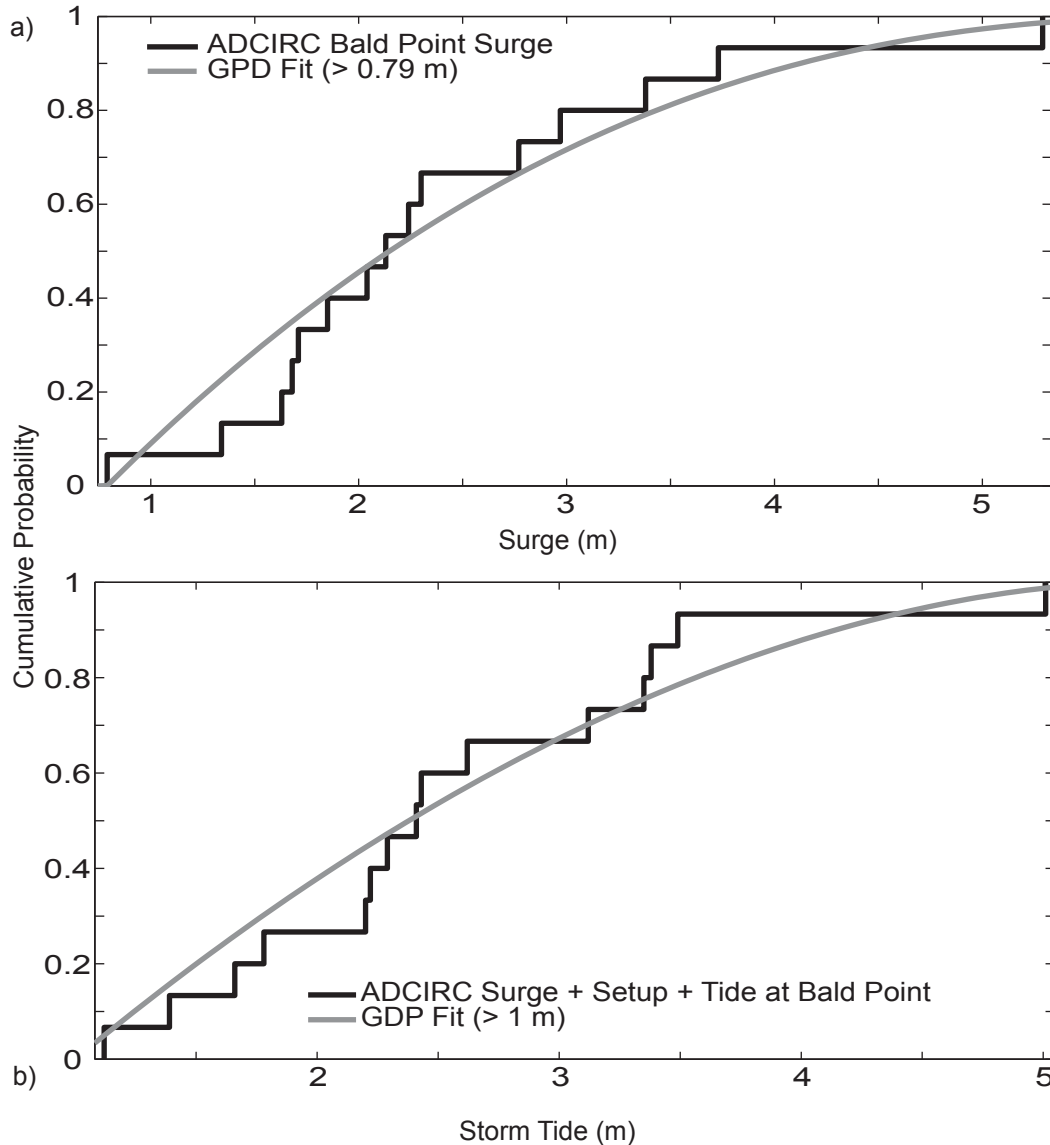 a)
1
0.8
0.6
0.4
0.2
0
ADCIRC Bald Point Surge
GPD Fit (> 0.79 m)
1 2 3 4 5
Surge (m)
Cumulative Probability
1
0.8
0.6
0.4
0.2
0
ADCIRC Surge + Setup + Tide at Bald Point
GDP Fit (> 1 m)
b)
2 3 4 5
Storm Tide (m)